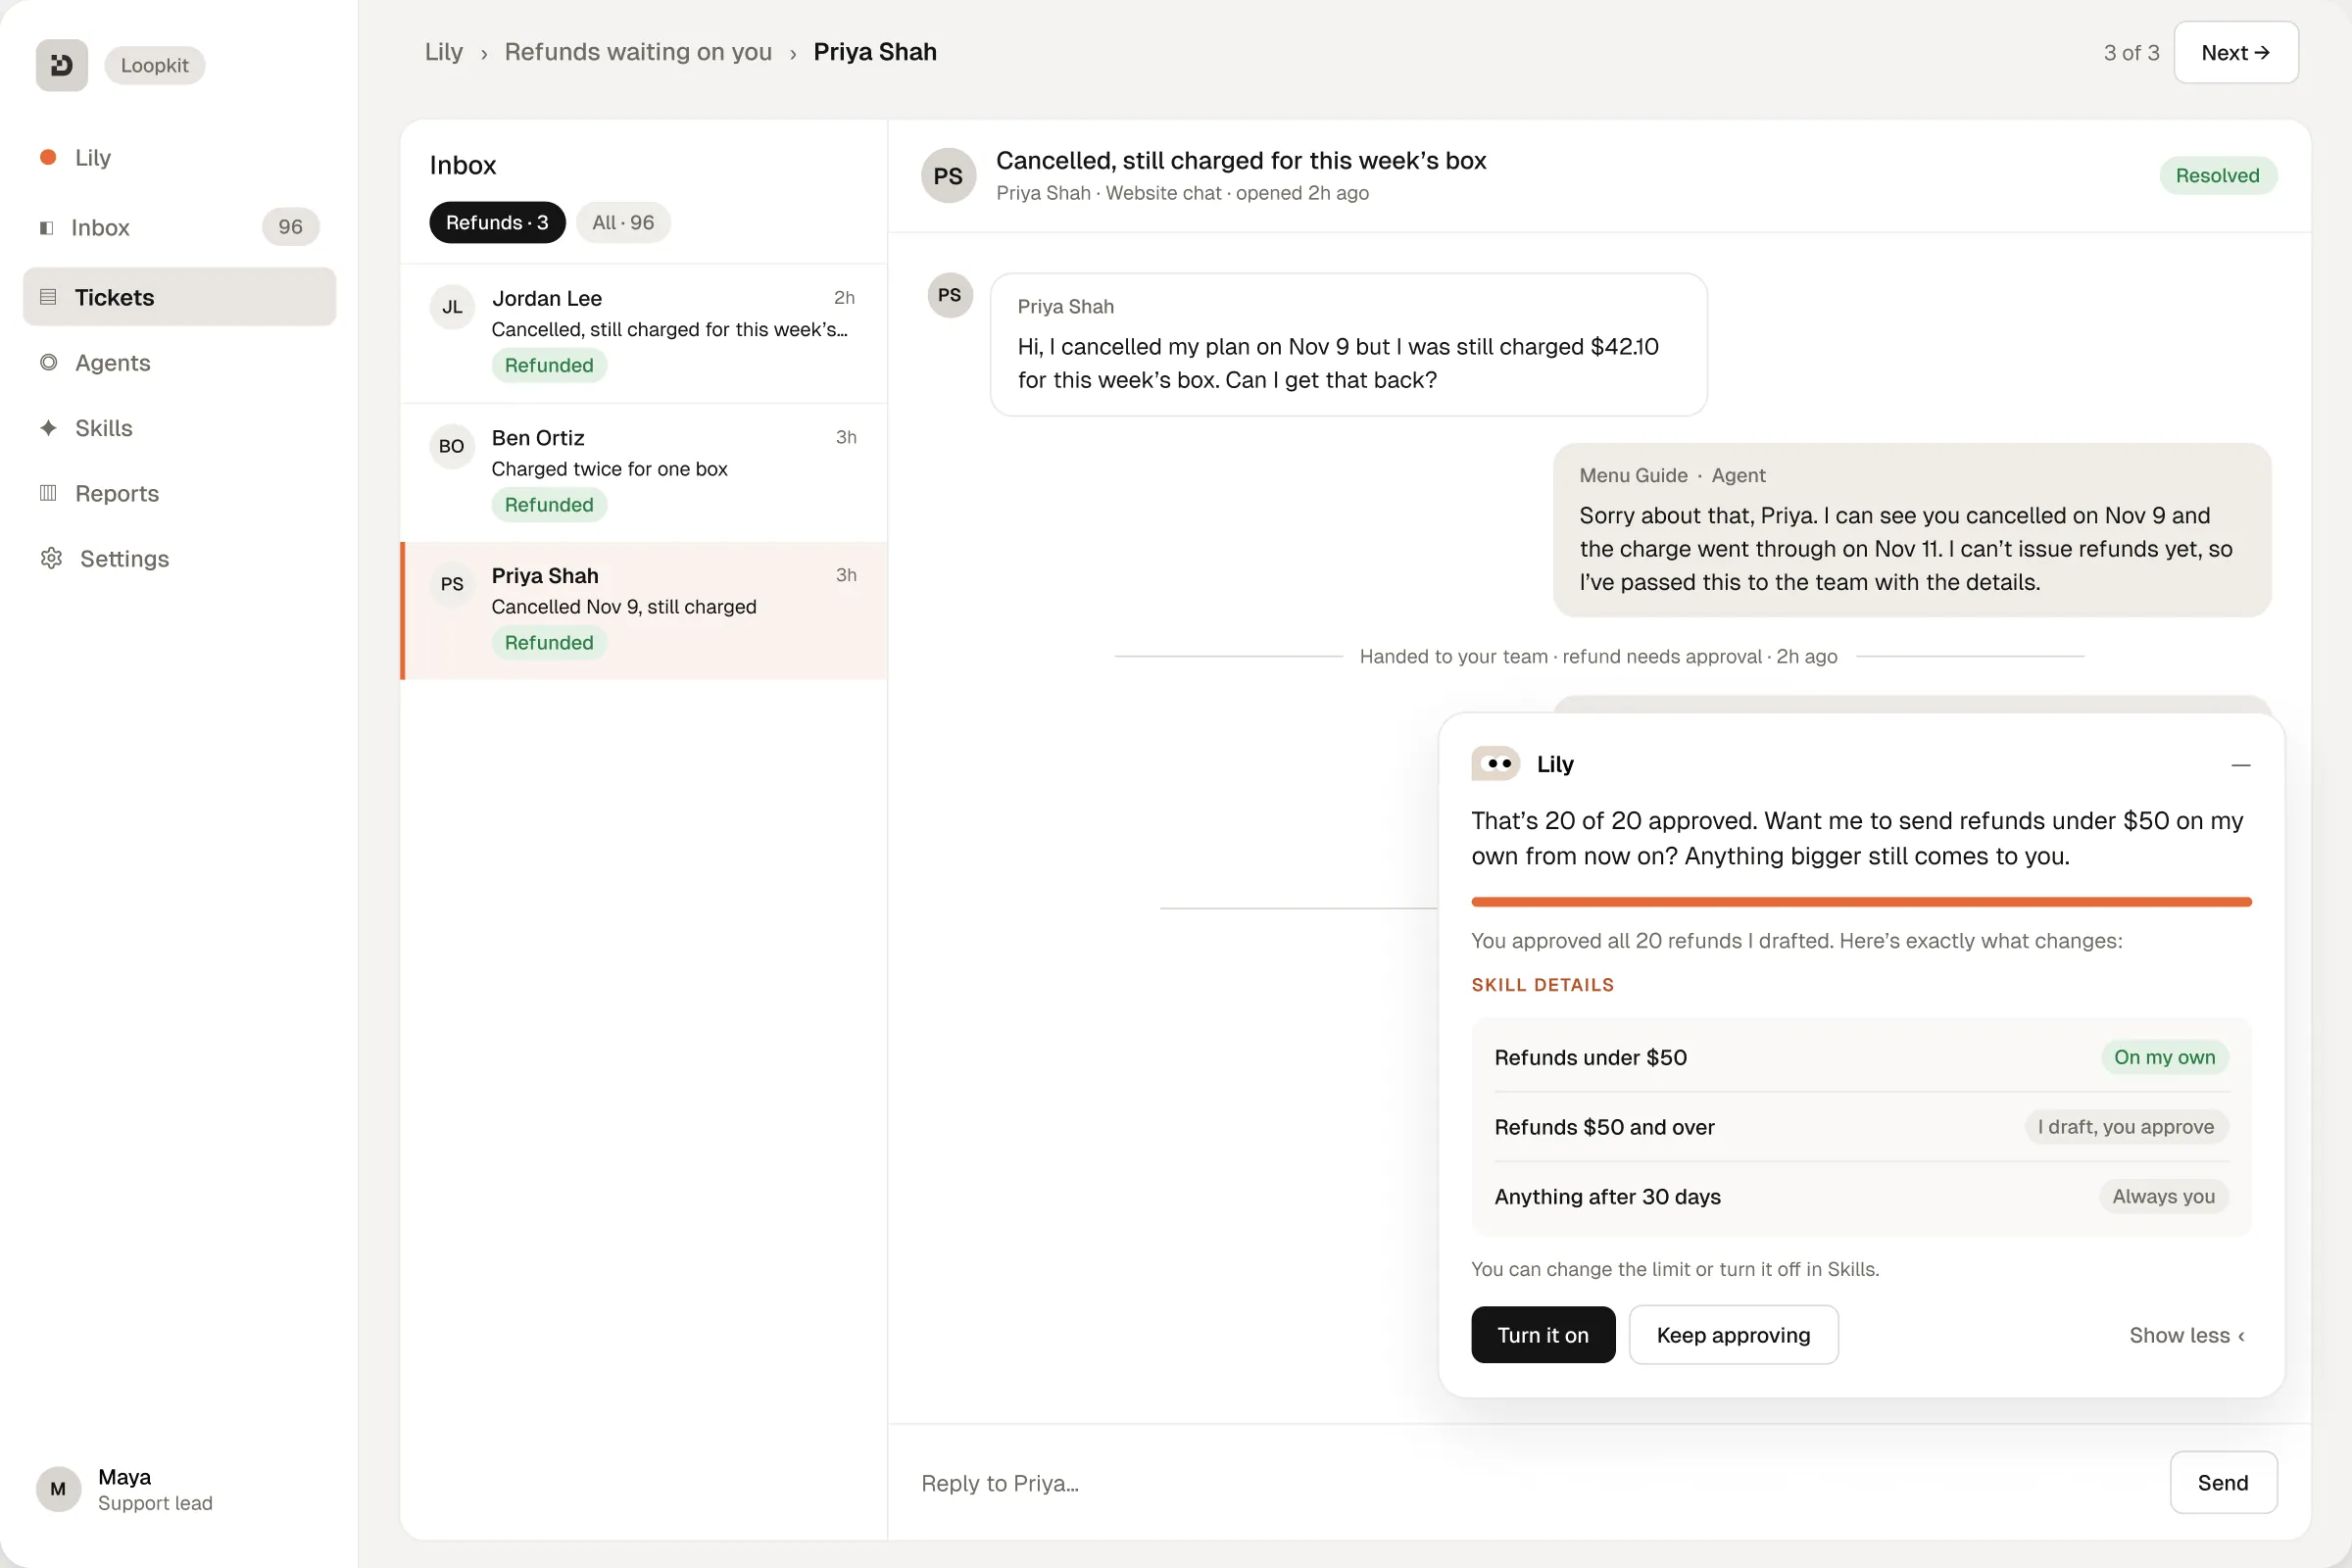 Loopkit
Lily
Inbox 96
Tickets
Agents
Skills
Reports
Settings
M
Maya
Support lead
Lily › Refunds waiting on you › Priya Shah
3 of 3
Next →
Inbox
Refunds · 3
All · 96
JL
Jordan Lee 2h
Cancelled, still charged for this week’s…
Refunded
BO
Ben Ortiz 3h
Charged twice for one box
Refunded
PS
Priya Shah 3h
Cancelled Nov 9, still charged
Refunded
PS
Cancelled, still charged for this week’s box
Priya Shah · Website chat · opened 2h ago
Resolved
PS
Priya Shah
Hi, I cancelled my plan on Nov 9 but I was still charged $42.10
for this week’s box. Can I get that back?
Menu Guide · Agent
Sorry about that, Priya. I can see you cancelled on Nov 9 and
the charge went through on Nov 11. I can’t issue refunds yet, so
I’ve passed this to the team with the details.
Handed to your team · refund needs approval · 2h ago
Lily
That’s 20 of 20 approved. Want me to send refunds under $50 on my
own from now on? Anything bigger still comes to you.
You approved all 20 refunds I drafted. Here’s exactly what changes:
SKILL DETAILS
Refunds under $50 On my own
Refunds $50 and over I draft, you approve
Anything after 30 days Always you
You can change the limit or turn it off in Skills.
Turn it on
Keep approving
Show less ‹
Reply to Priya…
Send